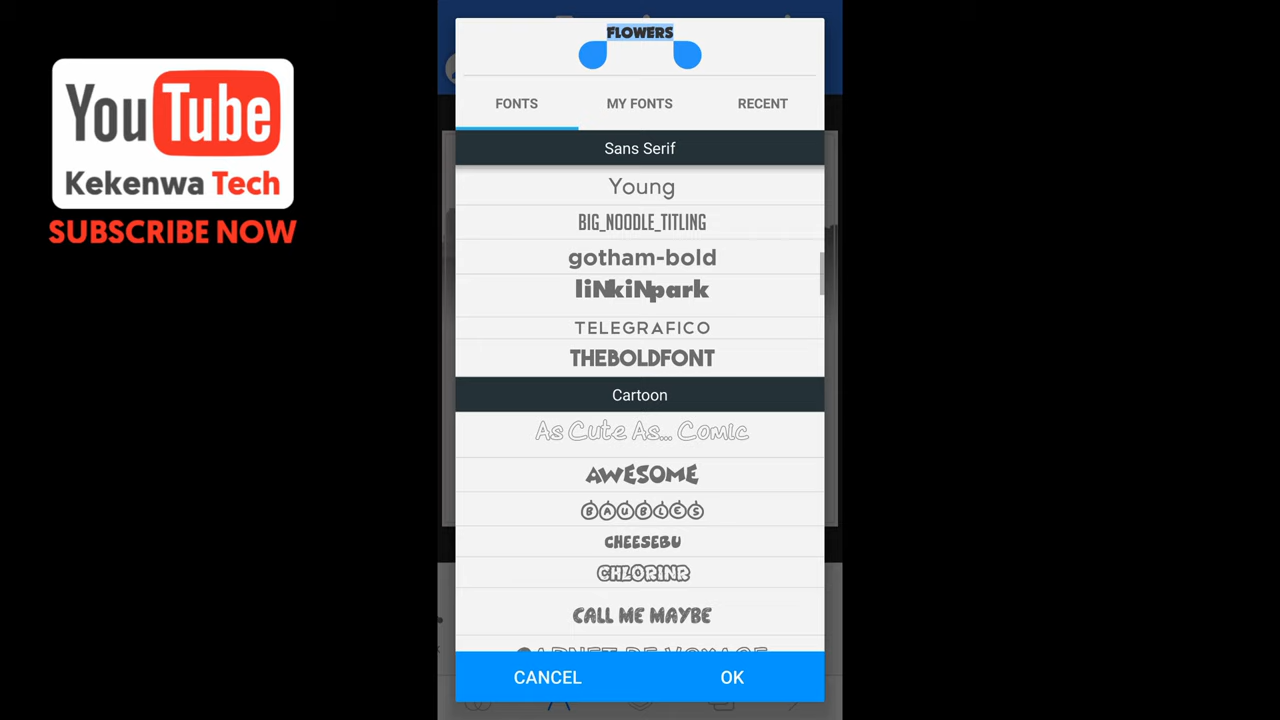 YouTube
Kekenwa Tech
SUBSCRIBE NOW
FLOWERS
FONTS
MY FONTS
RECENT
Sans Serif
Young
BIG_NOODLE_TITLING
gotham-bold
liNkiNpark
TELEGRAFICO
THEBOLDFONT
Cartoon
As Cute As... Comic
AWESOME
BAUBLES
CHEESEBU
CHLORINR
CALL ME MAYBE
CANCEL
OK